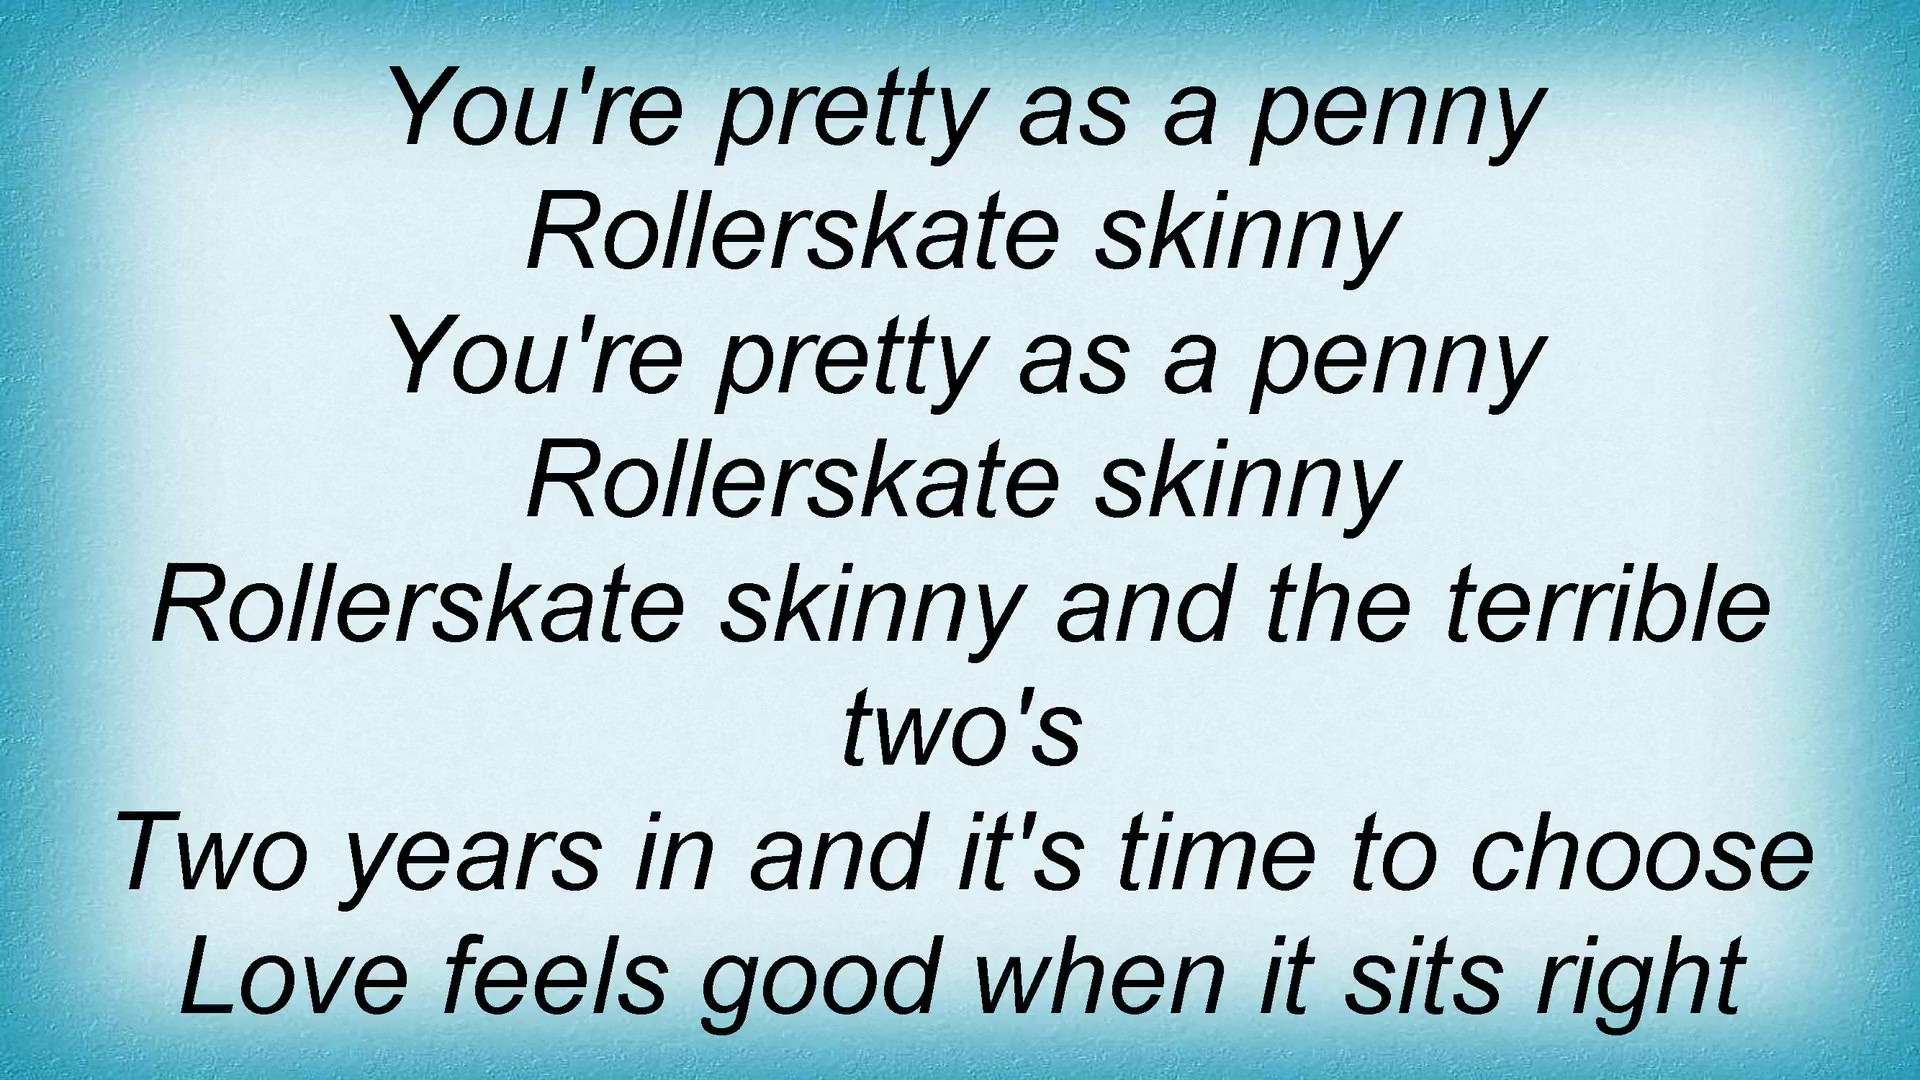 You're pretty as a penny
Rollerskate skinny
You're pretty as a penny
Rollerskate skinny
Rollerskate skinny and the terrible
two's
Two years in and it's time to choose
Love feels good when it sits right